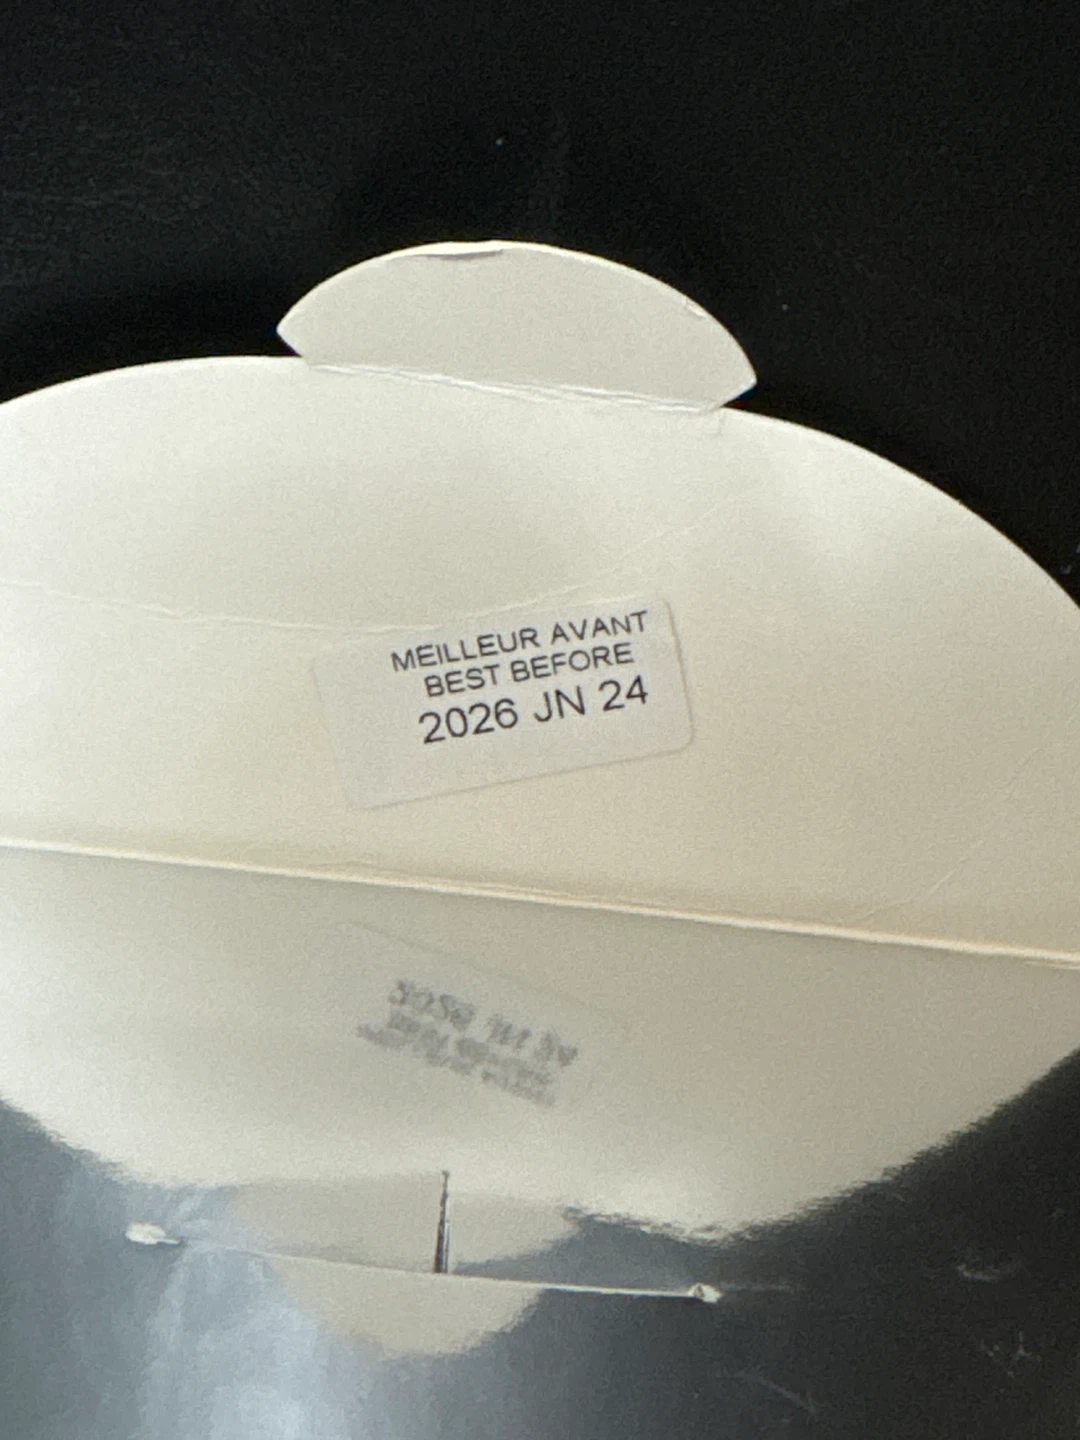 MEILLEUR AVANT
BEST BEFORE
2026 JN 24